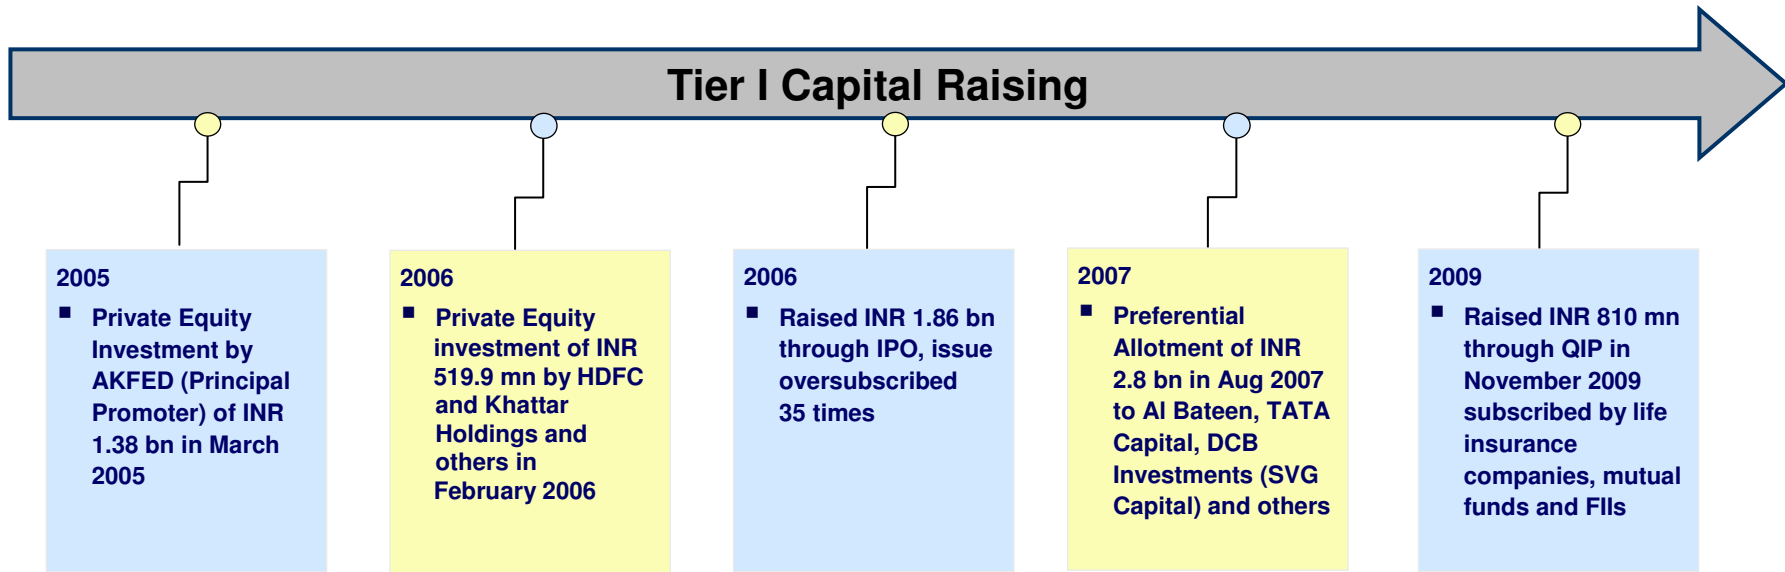 Tier I Capital Raising
2005
▪ Private Equity
Investment by
AKFED (Principal
Promoter) of INR
1.38 bn in March
2005
2006
▪ Private Equity
investment of INR
519.9 mn by HDFC
and Khattar
Holdings and
others in
February 2006
2006
▪ Raised INR 1.86 bn
through IPO, issue
oversubscribed
35 times
2007
▪ Preferential
Allotment of INR
2.8 bn in Aug 2007
to Al Bateen, TATA
Capital, DCB
Investments (SVG
Capital) and others
2009
▪ Raised INR 810 mn
through QIP in
November 2009
subscribed by life
insurance
companies, mutual
funds and FIIs